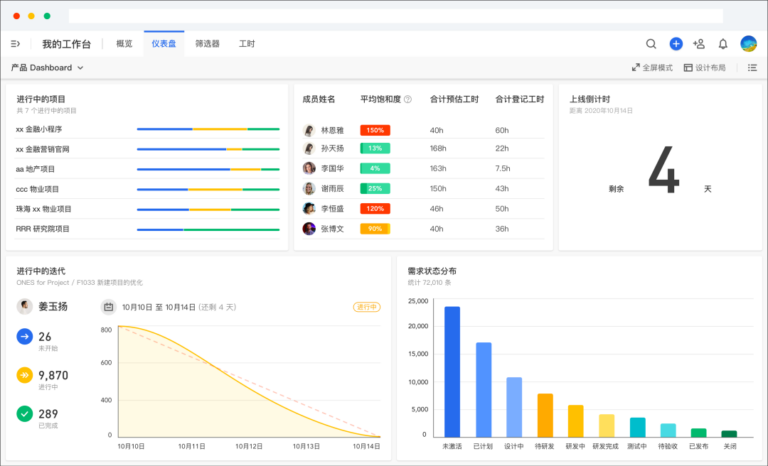 我的工作台 概览 仪表盘 筛选器 工时
产品 Dashboard 全屏模式 设计布局
进行中的项目
共 7 个进行中的项目
xx 金融小程序
xx 金融营销官网
aa 地产项目
ccc 物业项目
珠海 xx 物业项目
RRR 研究院项目
成员姓名 平均饱和度 合计预估工时 合计登记工时
林恩雅 150% 40h 60h
孙天扬 13% 168h 22h
李国华 4% 163h 7.5h
谢雨辰 25% 150h 43h
李恒盛 120% 46h 50h
张博文 90% 40h 36h
上线倒计时
距离 2020年10月14日
剩余 4 天
进行中的迭代
ONES for Project / F1033 新建项目的优化
姜玉扬
26
未开始
9,870
进行中
289
已完成
10月10日 至 10月14日 (还剩 4 天) 进行中
800
600
400
200
0
10月10日 10月11日 10月12日 10月13日 10月14日
需求状态分布
统计 72,010 条
25,000
20,000
15,000
10,000
5,000
0
未激活 已计划 设计中 待研发 研发中 研发完成 测试中 待验收 已发布 关闭